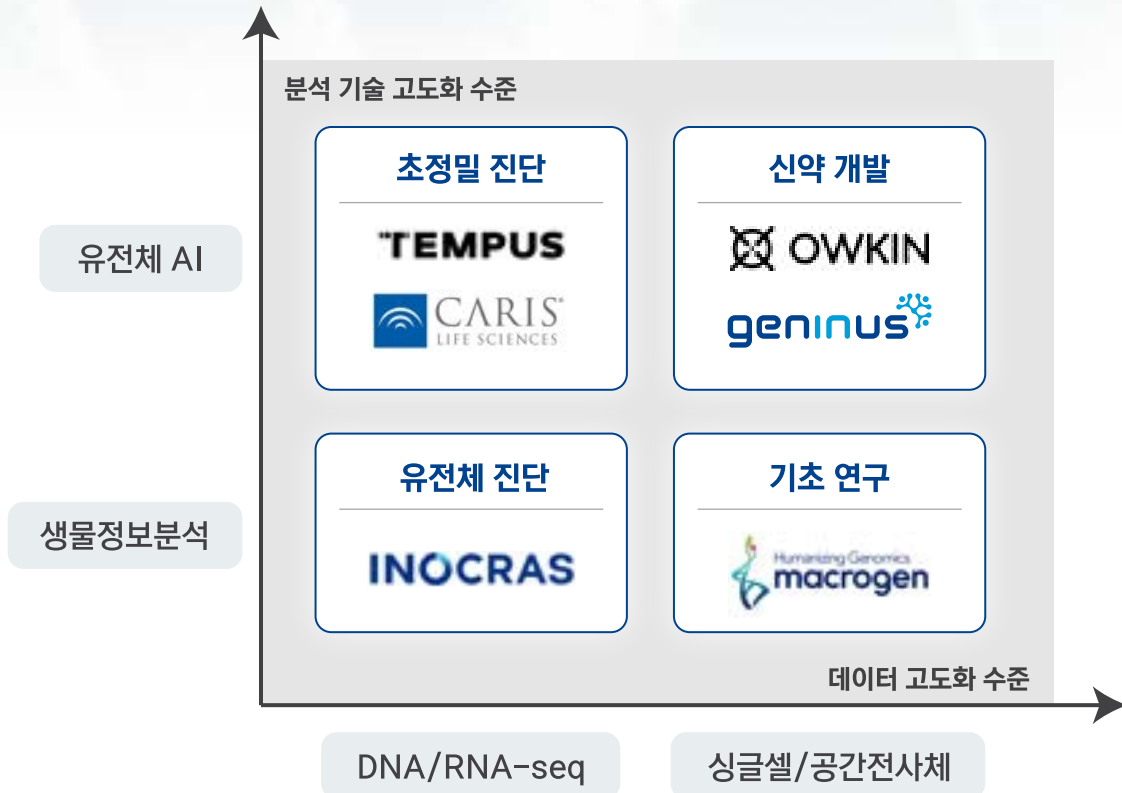 분석 기술 고도화 수준
초정밀 진단
TEMPUS
CARIS
LIFE SCIENCES
신약 개발
OWKIN
geninus
유전체 AI
유전체 진단
INOCRAS
기초 연구
Humanizing Genomics
macrogen
생물정보분석
데이터 고도화 수준
DNA/RNA-seq
싱글셀/공간전사체